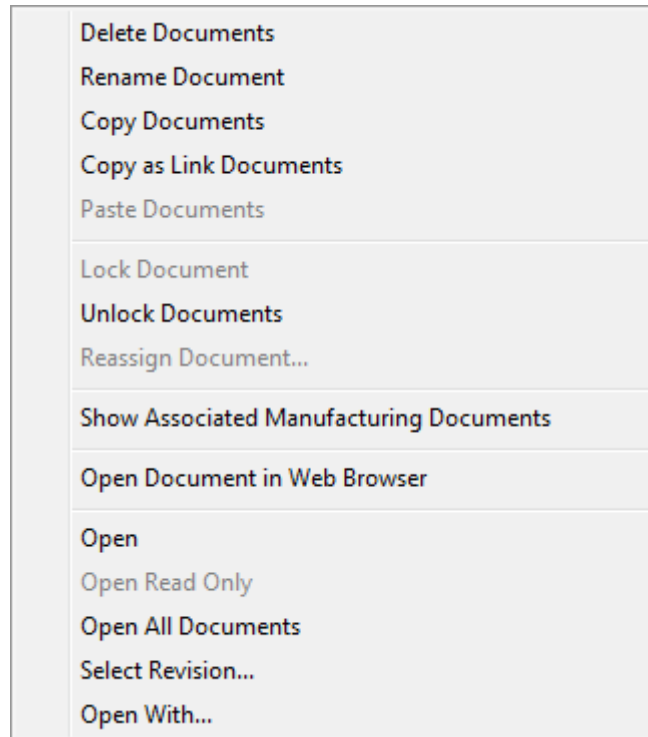 Delete Documents
Rename Document
Copy Documents
Copy as Link Documents
Paste Documents
Lock Document
Unlock Documents
Reassign Document...
Show Associated Manufacturing Documents
Open Document in Web Browser
Open
Open Read Only
Open All Documents
Select Revision...
Open With...